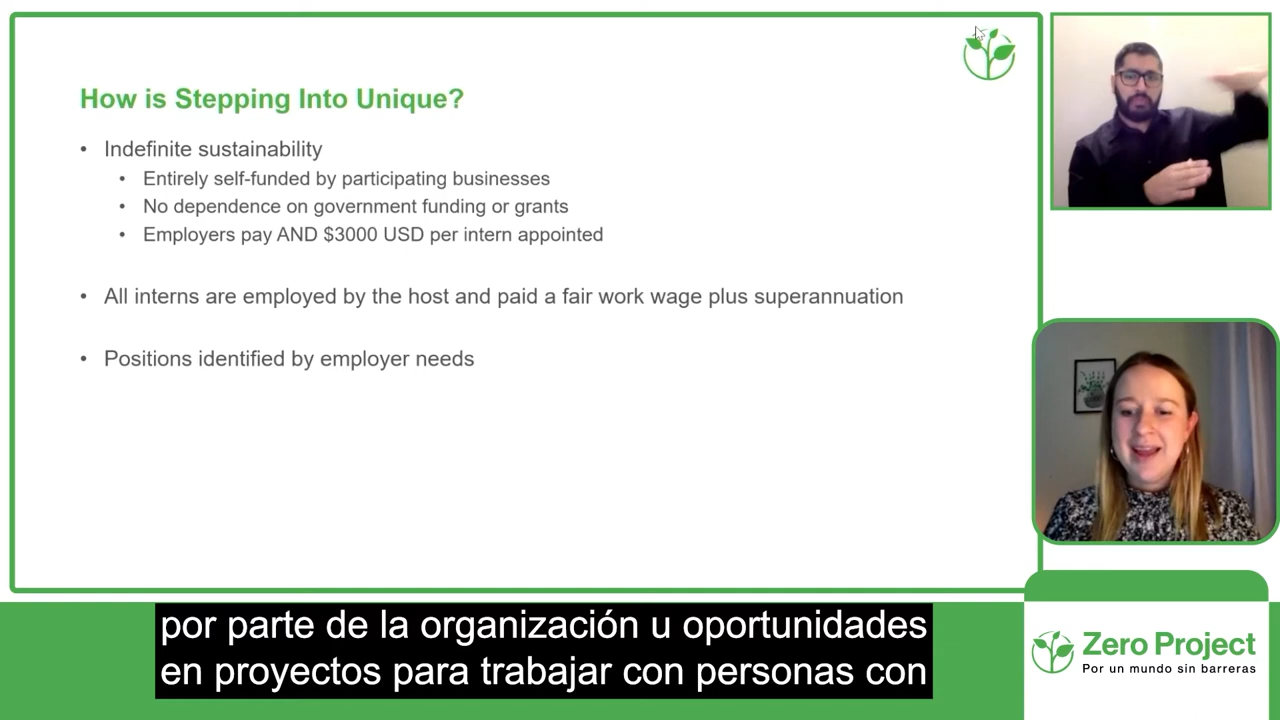 How is Stepping Into Unique?
• Indefinite sustainability
• Entirely self-funded by participating businesses
• No dependence on government funding or grants
• Employers pay AND $3000 USD per intern appointed
• All interns are employed by the host and paid a fair work wage plus superannuation
• Positions identified by employer needs
por parte de la organización u oportunidades
en proyectos para trabajar con personas con
Zero Project
Por un mundo sin barreras